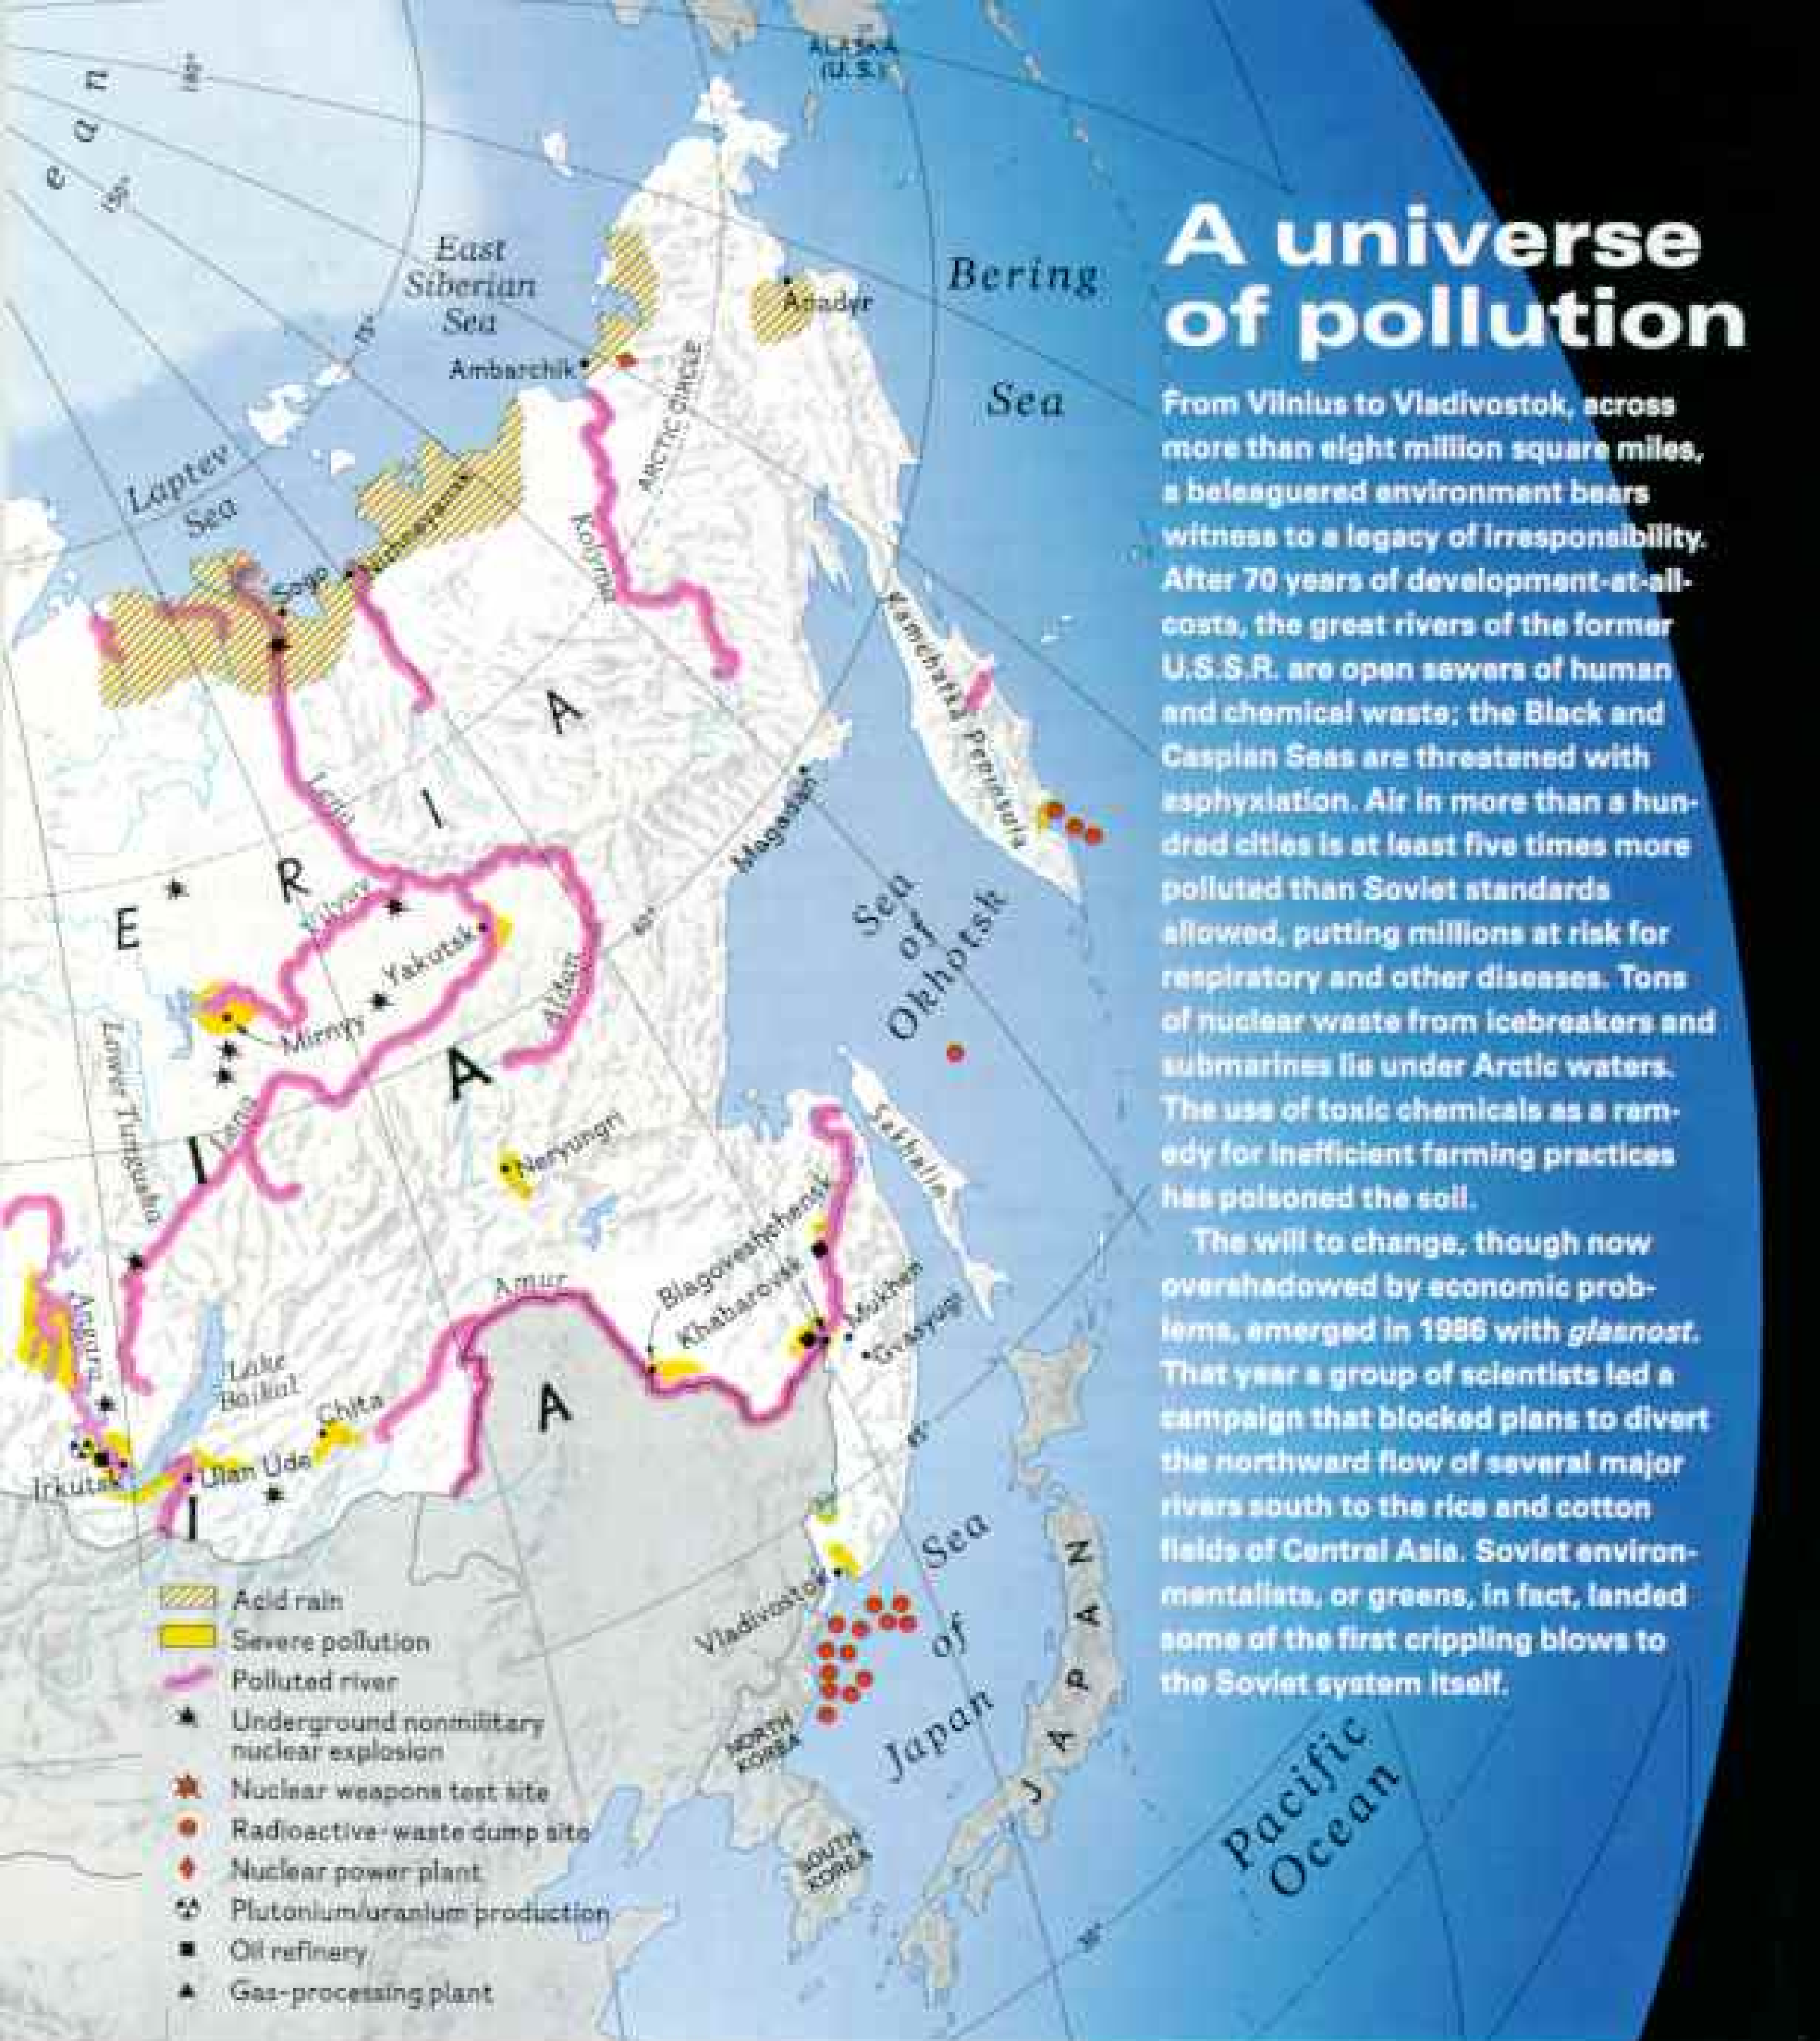 ean
180°
150°
ALASKA
(U.S.)
East
Siberian
Sea
75°
Bering
Sea
Anadyr
Ambarchik
ARCTIC CIRCLE
Laptev
Sea
Kolyma
Kamchatka Peninsula
Lena
Magadan
Sea
of
Okhotsk
60°
E
R
I
A
Yakutsk
Aldan
Mirnyy
Lower Tunguska
A
I
Neryungri
Sakhalin
Blagoveshchensk
Khabarovsk
Amur
Mukhen
Gvasyugi
Angara
Lake
Baikal
Chita
A
45°
Irkutsk
Ulan Ude
I
Vladivostok
Sea
of
Japan
NORTH
KOREA
SOUTH
KOREA
JAPAN
30°
Pacific
Ocean
Acid rain
Severe pollution
Polluted river
Underground nonmilitary
nuclear explosion
Nuclear weapons test site
Radioactive-waste dump site
Nuclear power plant
Plutonium/uranium production
Oil refinery
Gas-processing plant
A universe
of pollution
From Vilnius to Vladivostok, across
more than eight million square miles,
a beleaguered environment bears
witness to a legacy of irresponsibility.
After 70 years of development-at-all-
costs, the great rivers of the former
U.S.S.R. are open sewers of human
and chemical waste; the Black and
Caspian Seas are threatened with
asphyxiation. Air in more than a hun-
dred cities is at least five times more
polluted than Soviet standards
allowed, putting millions at risk for
respiratory and other diseases. Tons
of nuclear waste from icebreakers and
submarines lie under Arctic waters.
The use of toxic chemicals as a rem-
edy for inefficient farming practices
has poisoned the soil.
The will to change, though now
overshadowed by economic prob-
lems, emerged in 1986 with glasnost.
That year a group of scientists led a
campaign that blocked plans to divert
the northward flow of several major
rivers south to the rice and cotton
fields of Central Asia. Soviet environ-
mentalists, or greens, in fact, landed
some of the first crippling blows to
the Soviet system itself.